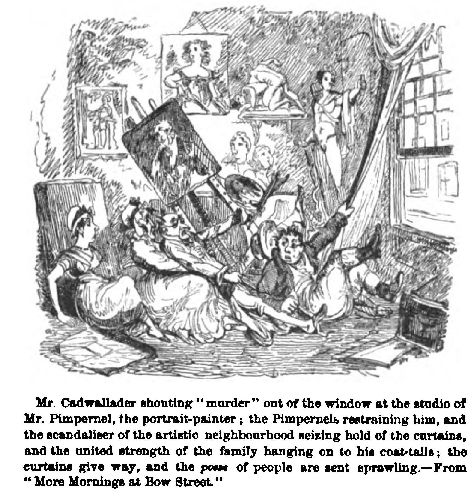 Mr. Cadwallader shouting "murder" out of the window at the studio of
Mr. Pimpernel, the portrait-painter; the Pimpernels restraining him, and
the scandaliser of the artistic neighbourhood seizing hold of the curtains,
and the united strength of the family hanging on to his coat-tails; the
curtains give way, and the posse of people are sent sprawling.—From
"More Mornings at Bow Street."